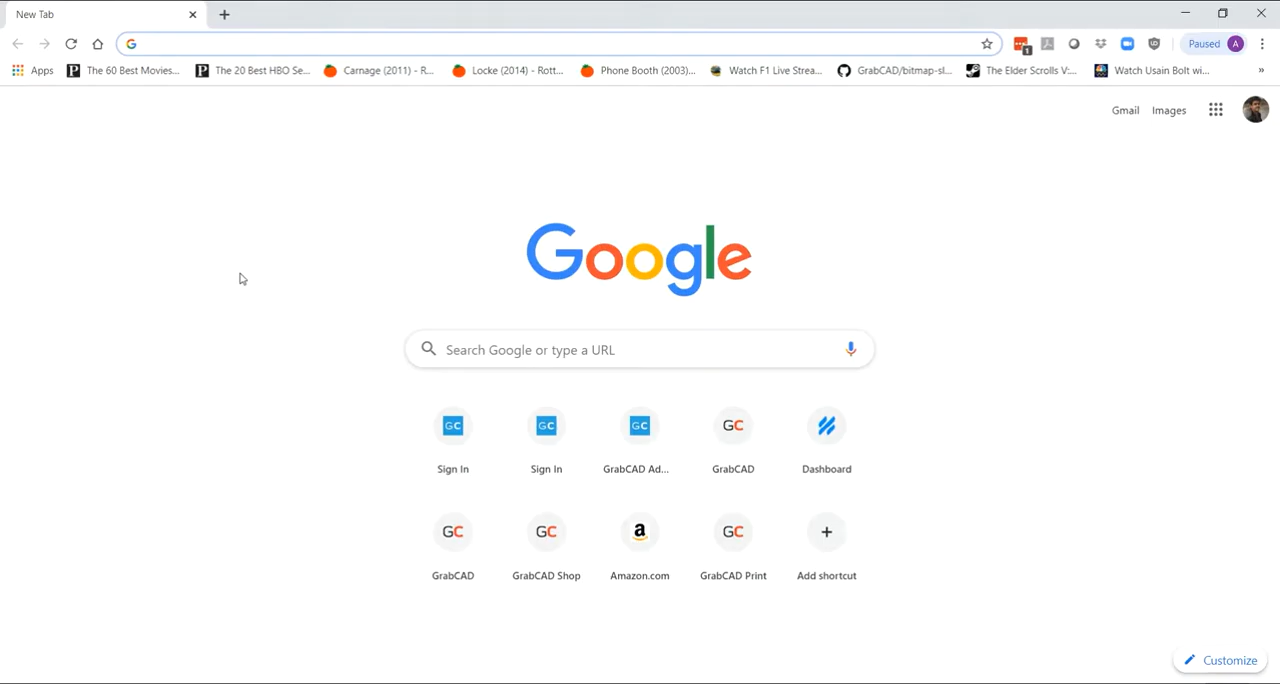 New Tab
1
Paused A
Apps The 60 Best Movies... The 20 Best HBO Se... Carnage (2011) - R... Locke (2014) - Rott... Phone Booth (2003)... Watch F1 Live Strea... GrabCAD/bitmap-sl... The Elder Scrolls V:... Watch Usain Bolt wi... »
Gmail Images
Google
Search Google or type a URL
GC GC GC GC
Sign In Sign In GrabCAD Ad... GrabCAD Dashboard
GC GC a GC
GrabCAD GrabCAD Shop Amazon.com GrabCAD Print Add shortcut
Customize